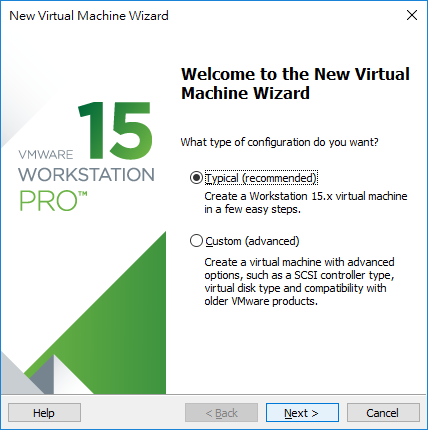 New Virtual Machine Wizard
15
VMWARE
WORKSTATION
PRO™
Welcome to the New Virtual
Machine Wizard
What type of configuration do you want?
Typical (recommended)
Create a Workstation 15.x virtual machine
in a few easy steps.
Custom (advanced)
Create a virtual machine with advanced
options, such as a SCSI controller type,
virtual disk type and compatibility with
older VMware products.
Help
< Back
Next >
Cancel